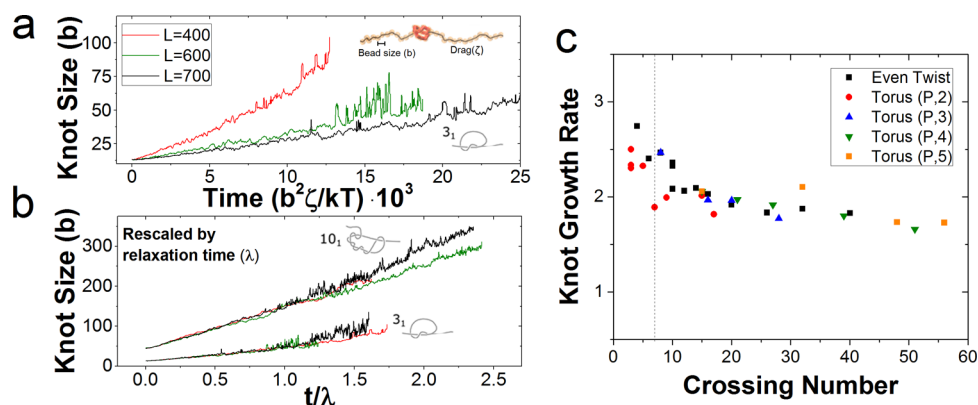 a
Knot Size (b)
100
75
50
25
L=400
L=600
L=700
Bead size (b)
Drag(ζ)
3₁
0
5
10
15
20
25
Time (b²ζ/kT) ·10³
b
Knot Size (b)
300
200
100
0
Rescaled by
relaxation time (λ)
10₁
3₁
0.0
0.5
1.0
1.5
2.0
2.5
t/λ
c
Knot Growth Rate
3
2
1
Even Twist
Torus (P,2)
Torus (P,3)
Torus (P,4)
Torus (P,5)
0
10
20
30
40
50
60
Crossing Number